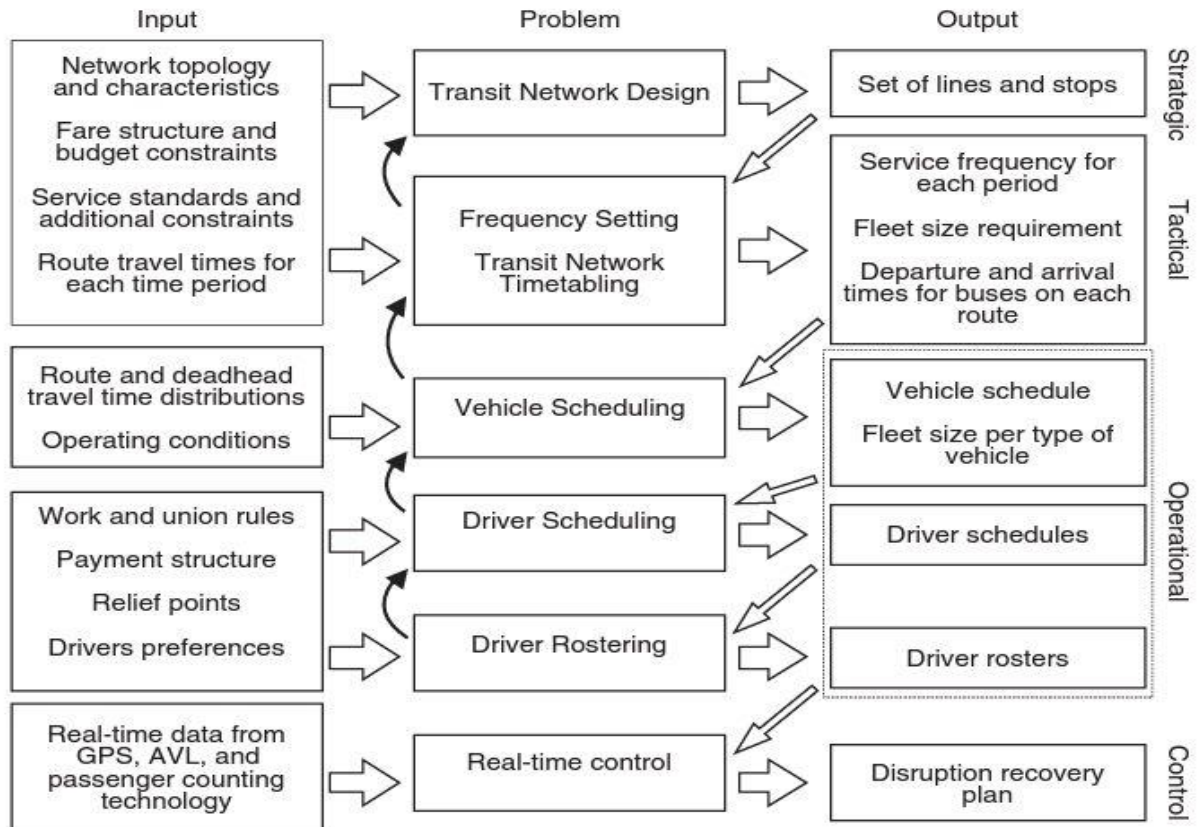 Input
Problem
Output
Network topology
and characteristics
Fare structure and
budget constraints
Service standards and
additional constraints
Route travel times for
each time period
Transit Network Design
Set of lines and stops
Strategic
Frequency Setting
Transit Network
Timetabling
Service frequency for
each period
Fleet size requirement
Departure and arrival
times for buses on each
route
Tactical
Route and deadhead
travel time distributions
Operating conditions
Vehicle Scheduling
Vehicle schedule
Fleet size per type of
vehicle
Work and union rules
Payment structure
Relief points
Drivers preferences
Driver Scheduling
Driver schedules
Operational
Driver Rostering
Driver rosters
Real-time data from
GPS, AVL, and
passenger counting
technology
Real-time control
Disruption recovery
plan
Control